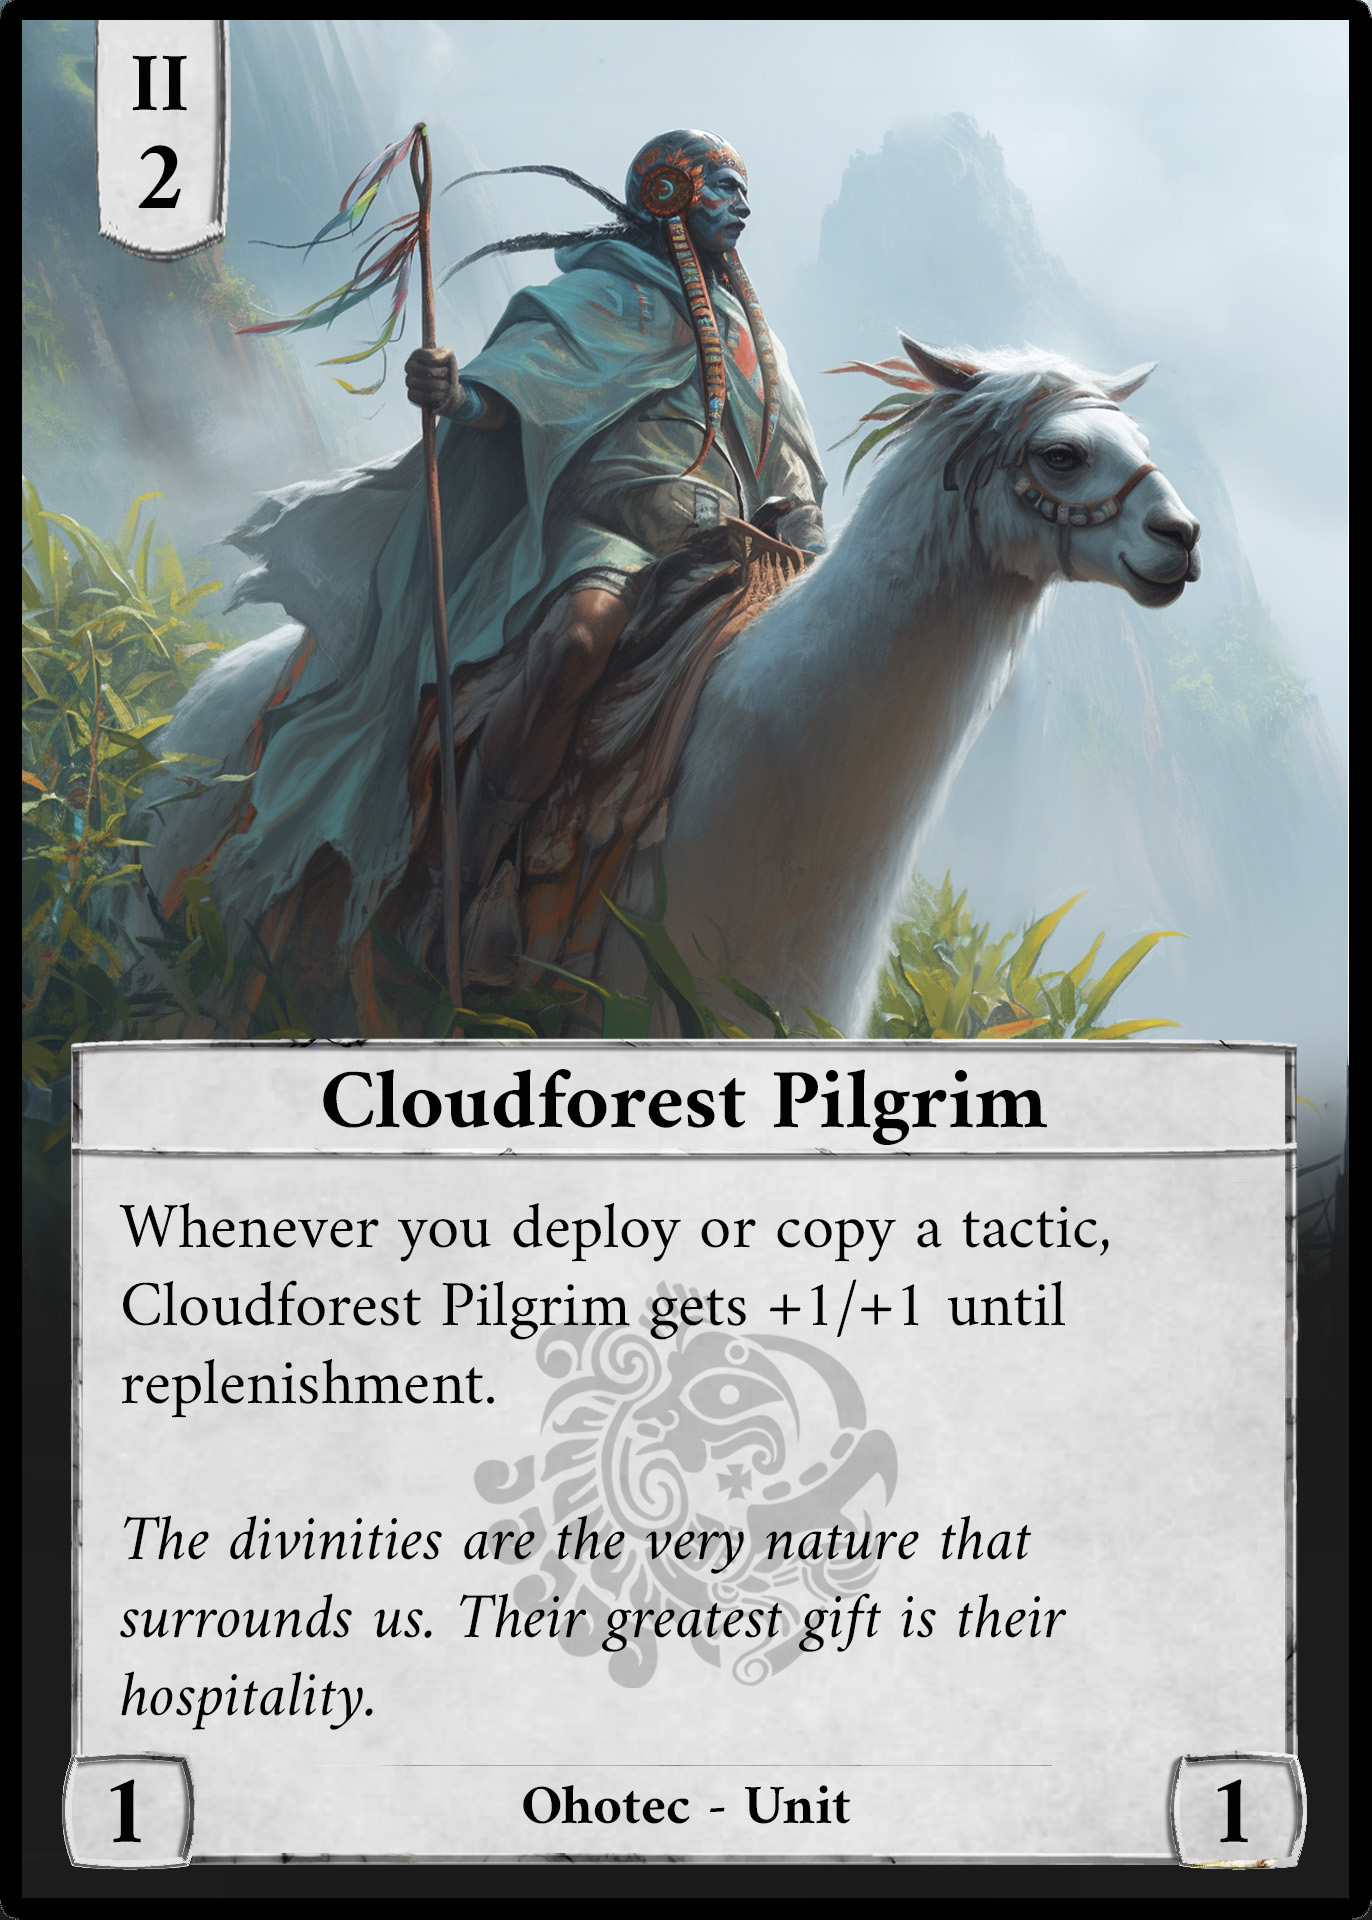 II
2
Cloudforest Pilgrim
Whenever you deploy or copy a tactic,
Cloudforest Pilgrim gets +1/+1 until
replenishment.
The divinities are the very nature that
surrounds us. Their greatest gift is their
hospitality.
1
Ohotec - Unit
1